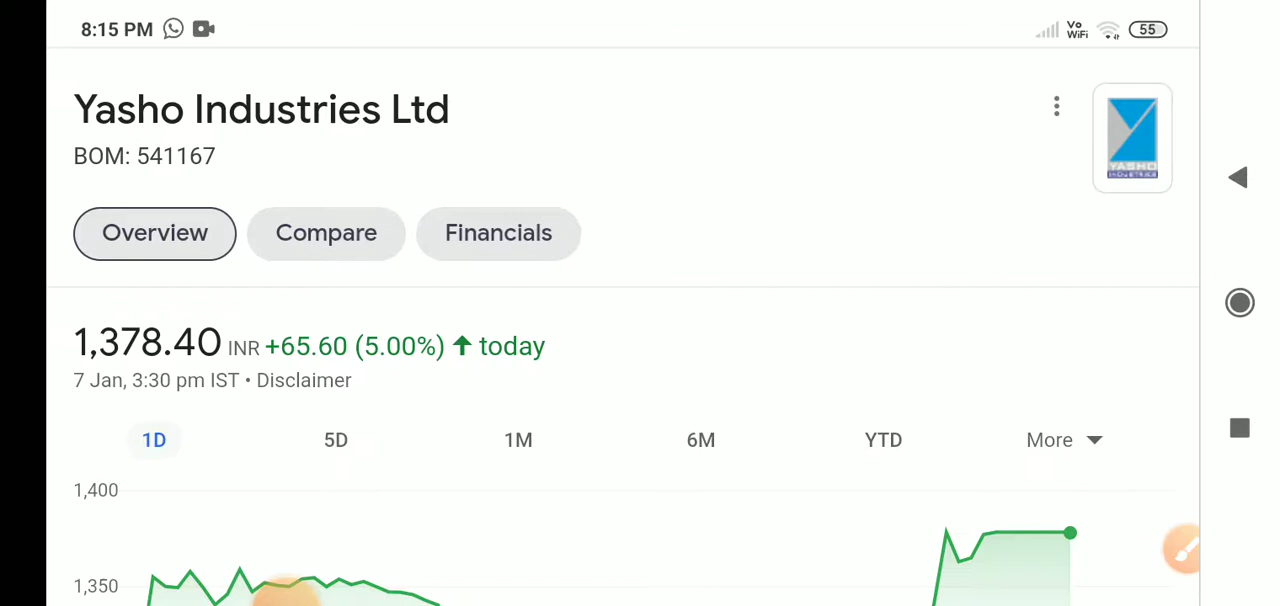 8:15 PM
Vo
WiFi
55
Yasho Industries Ltd
BOM: 541167
YASHO
INDUSTRIES
Overview
Compare
Financials
1,378.40 INR +65.60 (5.00%) ↑ today
7 Jan, 3:30 pm IST • Disclaimer
1D
5D
1M
6M
YTD
More
1,400
1,350